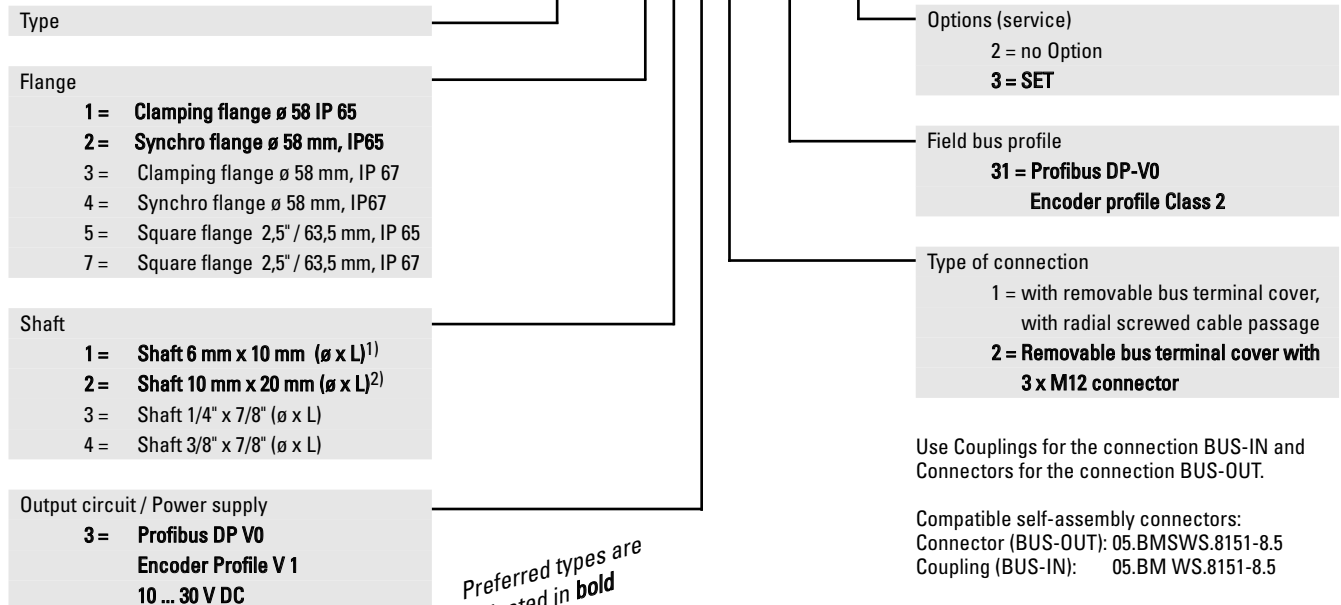 Type
Flange
1 = Clamping flange ø 58 IP 65
2 = Synchro flange ø 58 mm, IP65
3 = Clamping flange ø 58 mm, IP 67
4 = Synchro flange ø 58 mm, IP67
5 = Square flange 2,5" / 63,5 mm, IP 65
7 = Square flange 2,5" / 63,5 mm, IP 67
Shaft
1 = Shaft 6 mm x 10 mm (ø x L)1)
2 = Shaft 10 mm x 20 mm (ø x L)2)
3 = Shaft 1/4" x 7/8" (ø x L)
4 = Shaft 3/8" x 7/8" (ø x L)
Output circuit / Power supply
3 = Profibus DP V0
Encoder Profile V 1
10 ... 30 V DC
Preferred types are
in bold
Options (service)
2 = no Option
3 = SET
Field bus profile
31 = Profibus DP-V0
Encoder profile Class 2
Type of connection
1 = with removable bus terminal cover,
with radial screwed cable passage
2 = Removable bus terminal cover with
3 x M12 connector
Use Couplings for the connection BUS-IN and
Connectors for the connection BUS-OUT.
Compatible self-assembly connectors:
Connector (BUS-OUT): 05.BMSWS.8151-8.5
Coupling (BUS-IN): 05.BM WS.8151-8.5